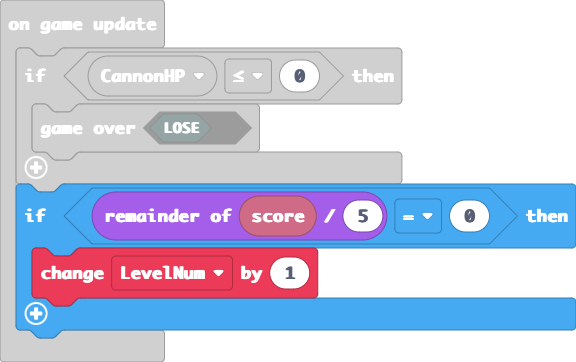 on game update
if CannonHP ≤ 0 then
game over LOSE
if remainder of score / 5 = 0 then
change LevelNum by 1